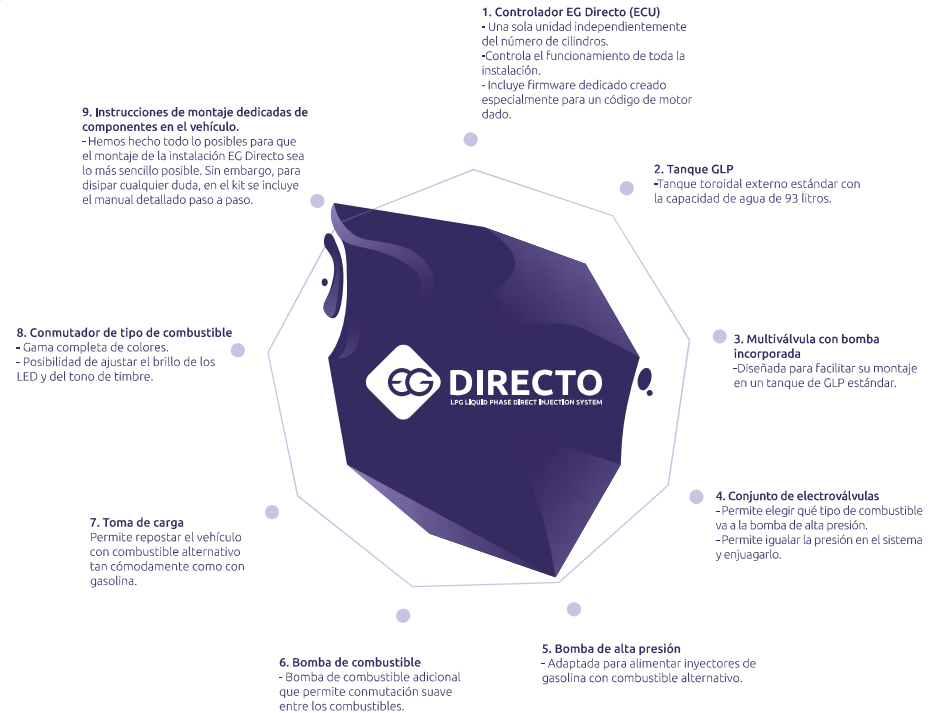 1. Controlador EG Directo (ECU)
- Una sola unidad independientemente
del número de cilindros.
-Controla el funcionamiento de toda la
instalación.
- Incluye firmware dedicado creado
especialmente para un código de motor
dado.
2. Tanque GLP
-Tanque toroidal externo estándar con
la capacidad de agua de 93 litros.
3. Multiválvula con bomba
incorporada
-Diseñada para facilitar su montaje
en un tanque de GLP estándar.
4. Conjunto de electroválvulas
-Permite elegir qué tipo de combustible
va a la bomba de alta presión.
-Permite igualar la presión en el sistema
y enjuagarlo.
5. Bomba de alta presión
- Adaptada para alimentar inyectores de
gasolina con combustible alternativo.
6. Bomba de combustible
- Bomba de combustible adicional
que permite conmutación suave
entre los combustibles.
7. Toma de carga
Permite repostar el vehículo
con combustible alternativo
tan cómodamente como con
gasolina.
8. Conmutador de tipo de combustible
- Gama completa de colores.
- Posibilidad de ajustar el brillo de los
LED y del tono de timbre.
9. Instrucciones de montaje dedicadas de
componentes en el vehículo.
- Hemos hecho todo lo posibles para que
el montaje de la instalación EG Directo sea
lo más sencillo posible. Sin embargo, para
disipar cualquier duda, en el kit se incluye
el manual detallado paso a paso.
EG DIRECTO
LPG LIQUID PHASE DIRECT INJECTION SYSTEM